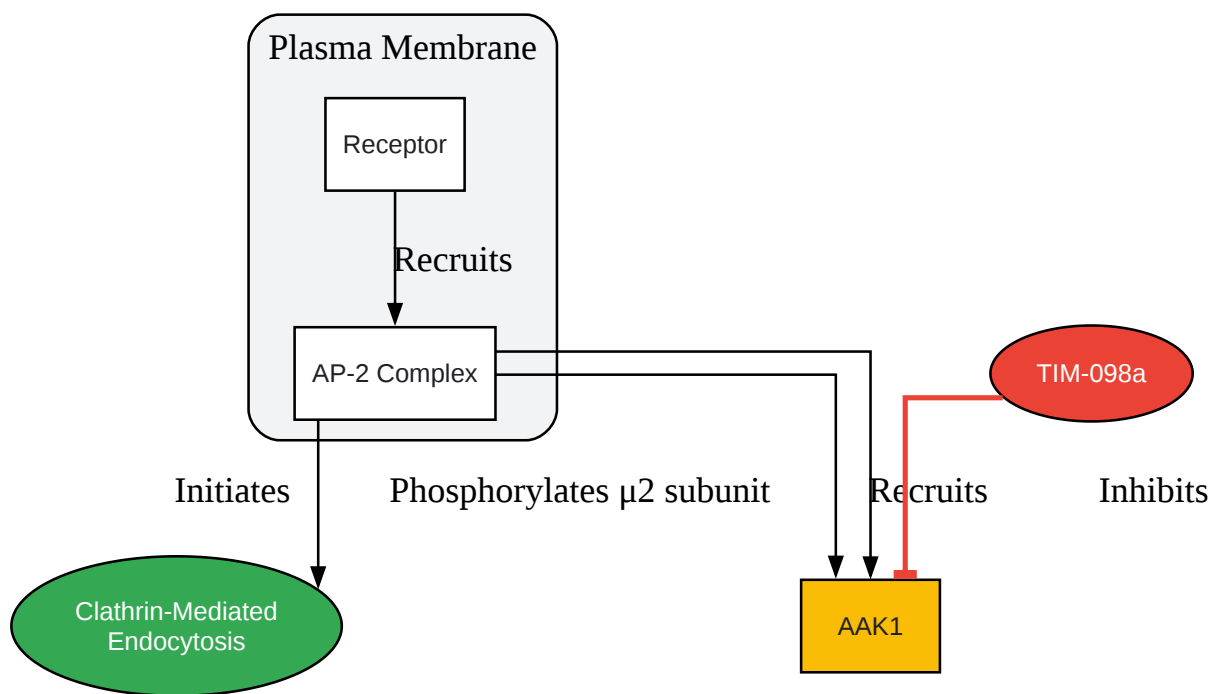 Plasma Membrane
Receptor
Recruits
AP-2 Complex
TIM-098a
Initiates
Phosphorylates μ2 subunit
Recruits
Inhibits
Clathrin-Mediated
Endocytosis
AAK1